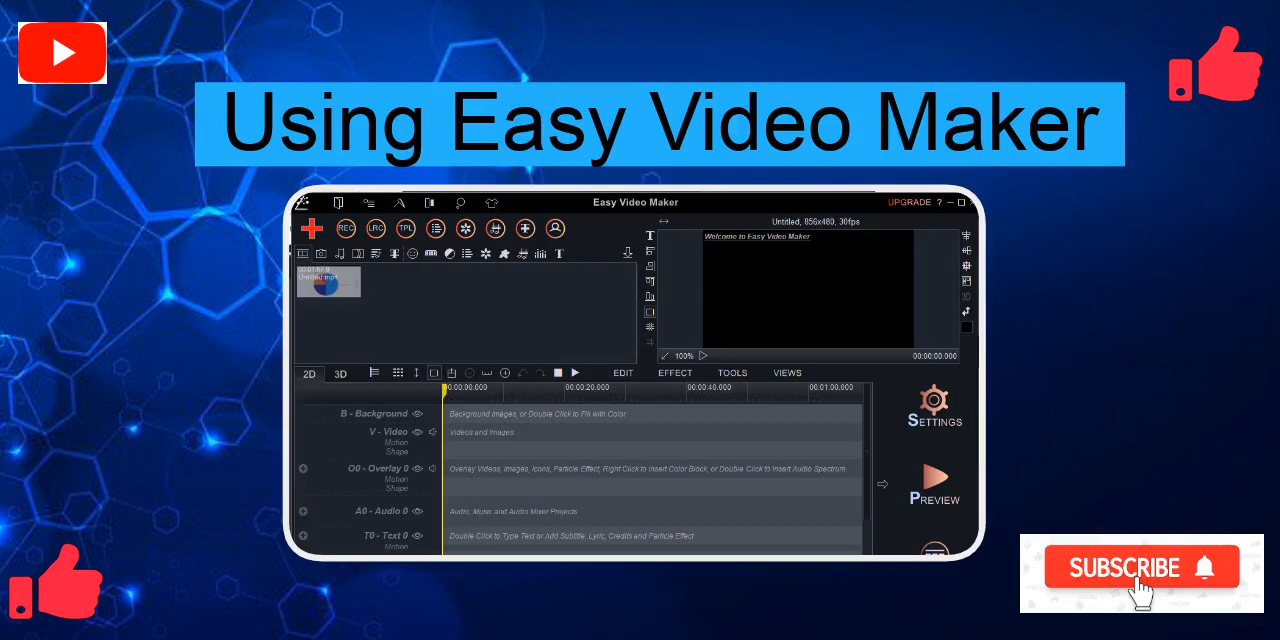 Using Easy Video Maker
Easy Video Maker
UPGRADE ?
REC LRC TPL
Untitled, 856x480, 30fps
T
Welcome to Easy Video Maker
Untitled.mp4
3D
100%
00:00:00.000
2D 3D
EDIT EFFECT TOOLS VIEWS
00:00:00.000 00:00:20.000 00:00:40.000 00:01:00.000
B - Background Background Images, or Double Click to Fill with Color
V - Video Videos and Images
Motion
Shape
O0 - Overlay 0 Overlay Videos, Images, Icons, Particle Effect, Right Click to Insert Color Block, or Double Click to Insert Audio Spectrum.
Motion
Shape
A0 - Audio 0 Audio, Music and Audio Mixer Projects
T0 - Text 0 Double Click to Type Text or Add Subtitle, Lyric, Credits and Particle Effect
Motion
SETTINGS
PREVIEW
SUBSCRIBE